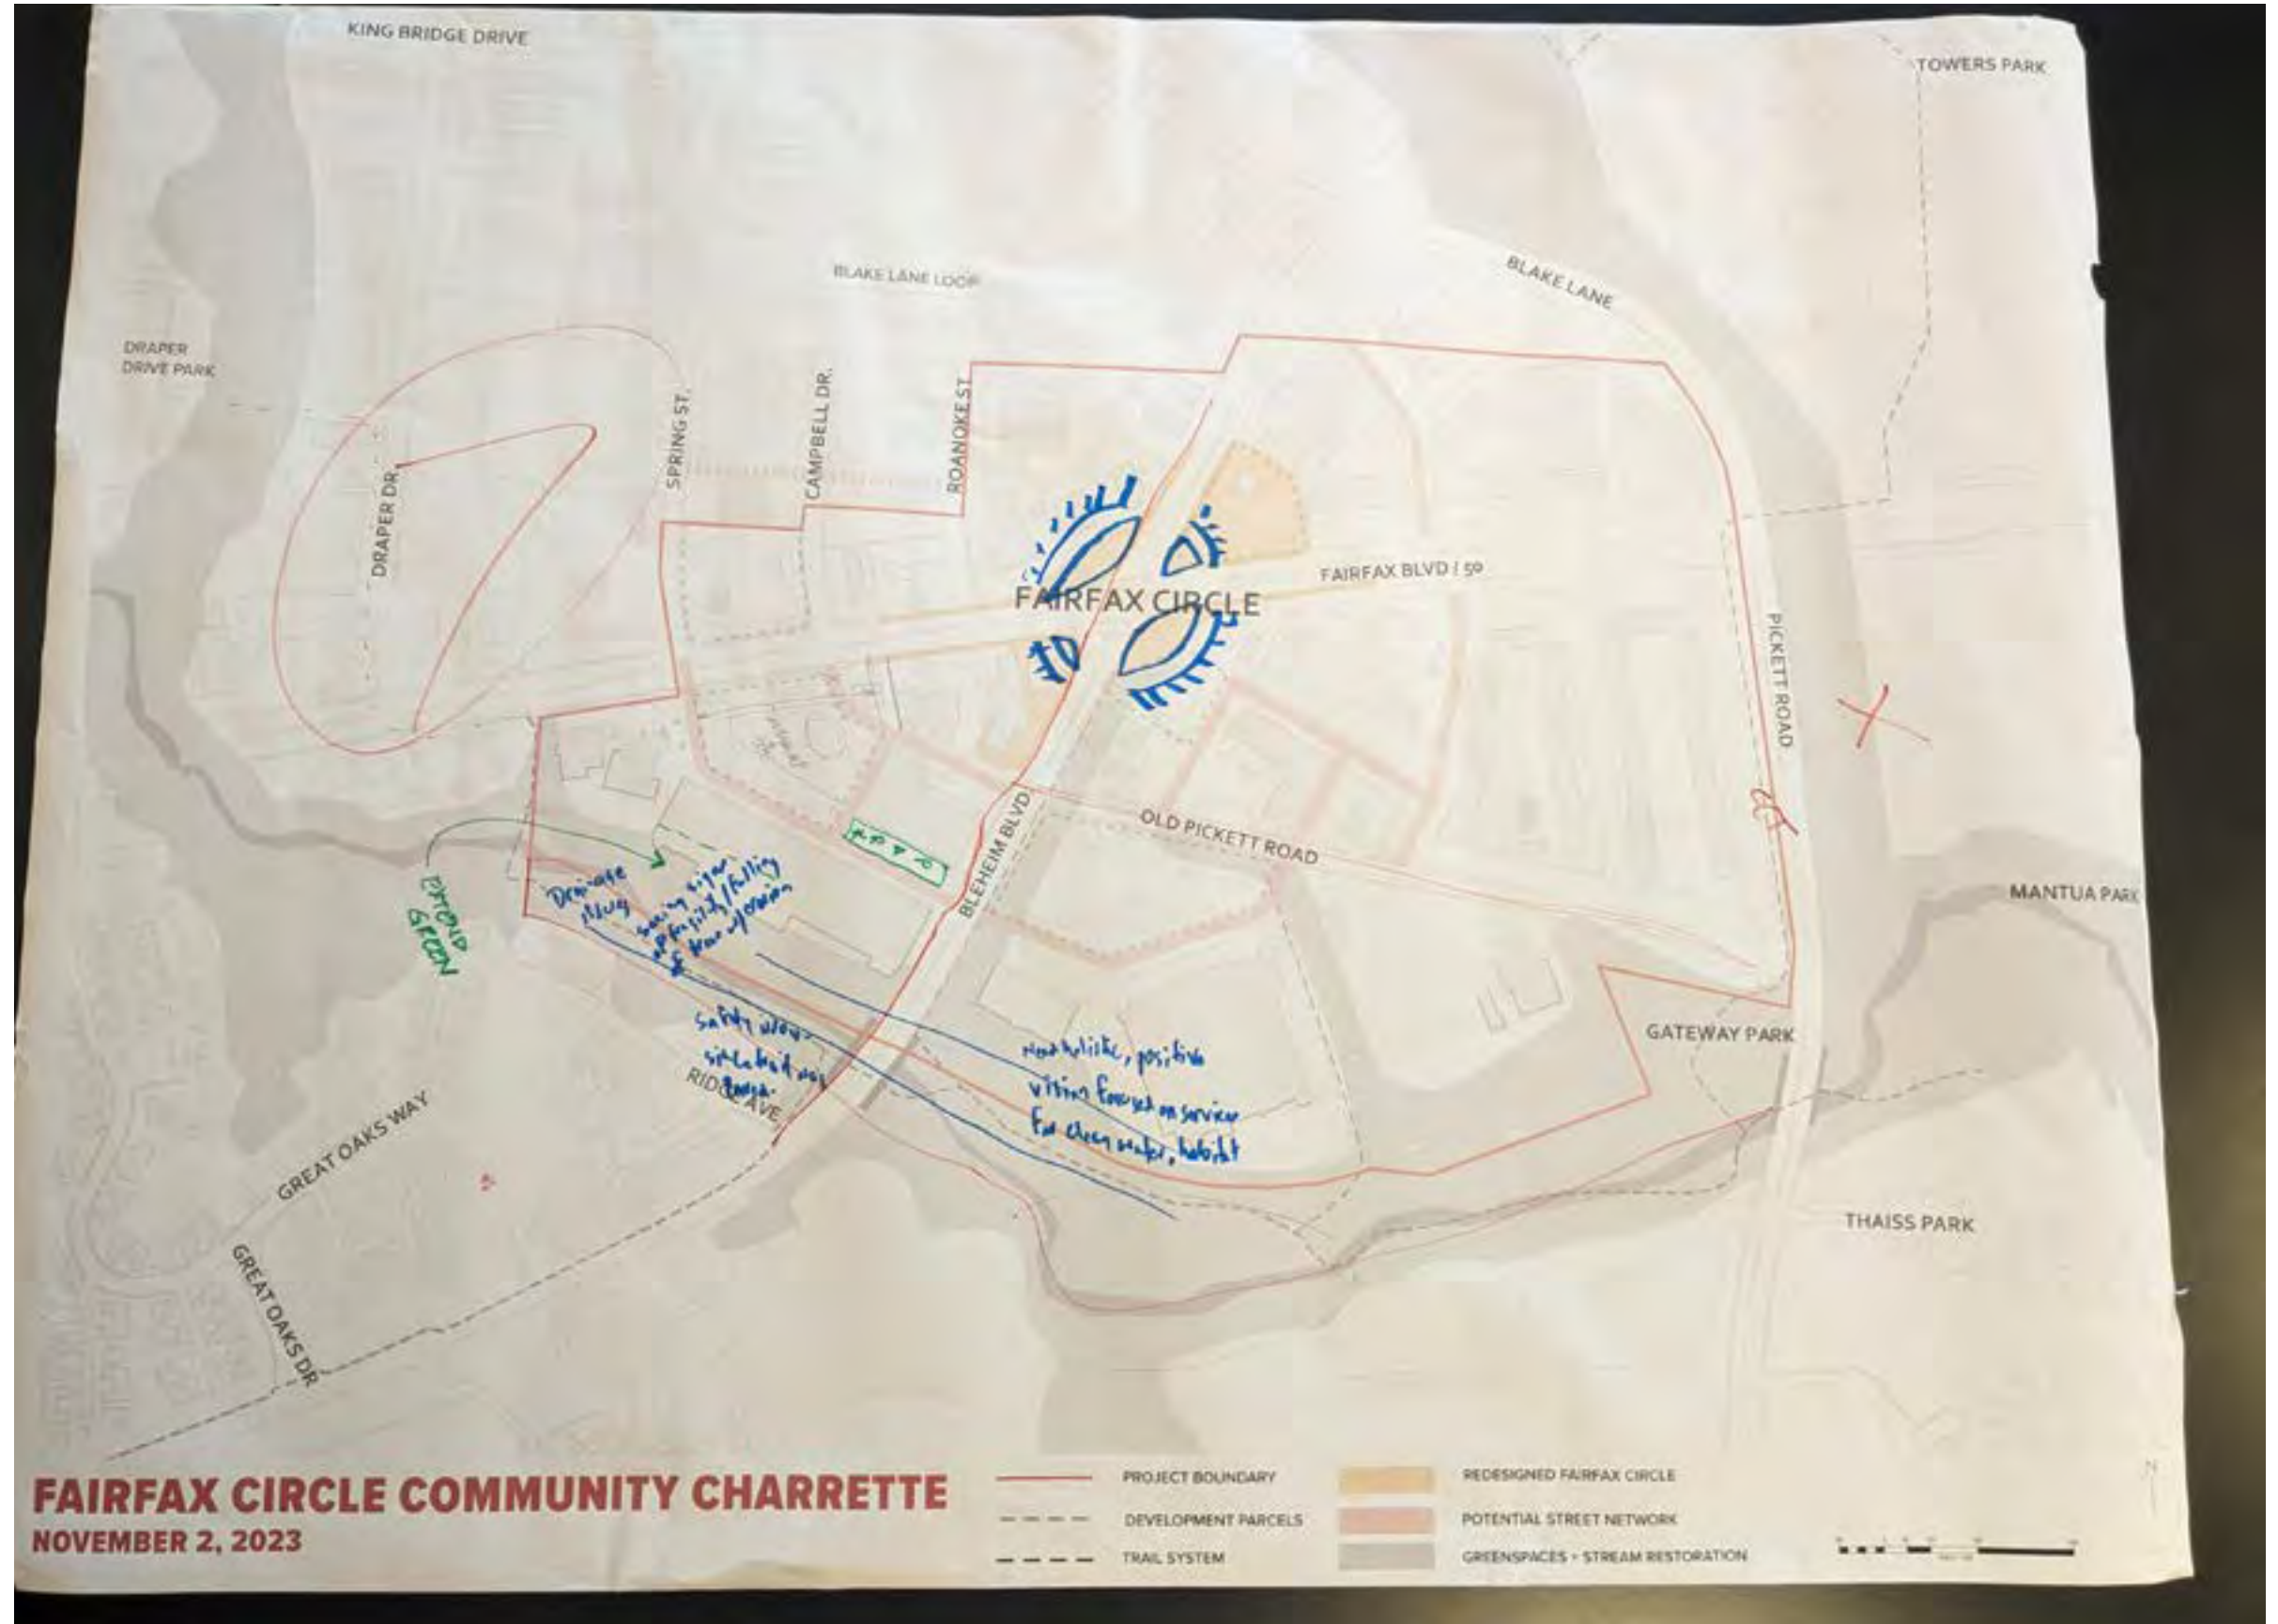 KING BRIDGE DRIVE
TOWERS PARK
BLAKE LANE
BLAKE LANE LOOP
DRAPER
DRIVE PARK
SPRING ST.
CAMPBELL DR.
ROANOKE ST
DRAPER DR.
FAIRFAX BLVD / 50
FAIRFAX CIRCLE
PICKETT ROAD
OLD PICKETT ROAD
BLEHEIM BLVD
MANTUA PARK
EXTEND
GREEN
Drainage
GATEWAY PARK
Safety
holistic, positive
vision focused on services
for clean water, habitat
RIDGE AVE
GREAT OAKS WAY
THAISS PARK
GREAT OAKS DR
FAIRFAX CIRCLE COMMUNITY CHARRETTE
NOVEMBER 2, 2023
PROJECT BOUNDARY
DEVELOPMENT PARCELS
TRAIL SYSTEM
REDESIGNED FAIRFAX CIRCLE
POTENTIAL STREET NETWORK
GREENSPACES + STREAM RESTORATION